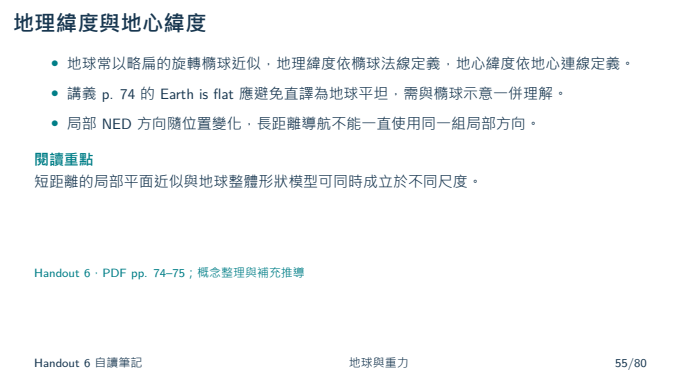 地理緯度與地心緯度
• 地球常以略扁的旋轉橢球近似，地理緯度依橢球法線定義，地心緯度依地心連線定義。
• 講義 p. 74 的 Earth is flat 應避免直譯為地球平坦，需與橢球示意一併理解。
• 局部 NED 方向隨位置變化，長距離導航不能一直使用同一組局部方向。
閱讀重點
短距離的局部平面近似與地球整體形狀模型可同時成立於不同尺度。
Handout 6 · PDF pp. 74–75；概念整理與補充推導
Handout 6 自讀筆記 地球與重力 55/80